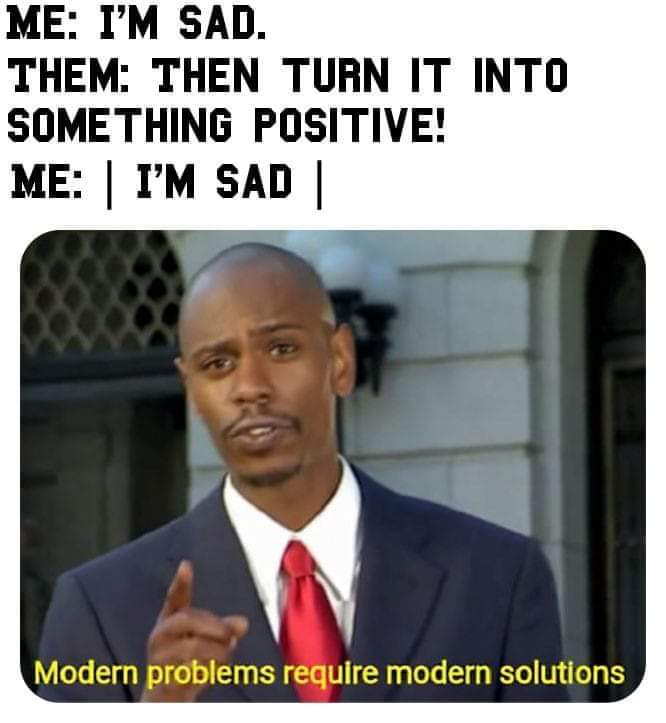 ME: I'M SAD.
THEM: THEN TURN IT INTO
SOMETHING POSITIVE!
ME: | I'M SAD |
Modern problems require modern solutions